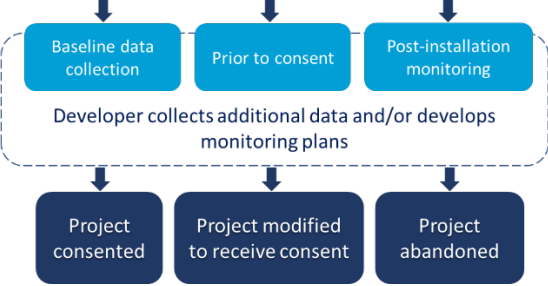 Baseline data
collection
Prior to consent
Post-installation
monitoring
Developer collects additional data and/or develops
monitoring plans
Project
consented
Project modified
to receive consent
Project
abandoned